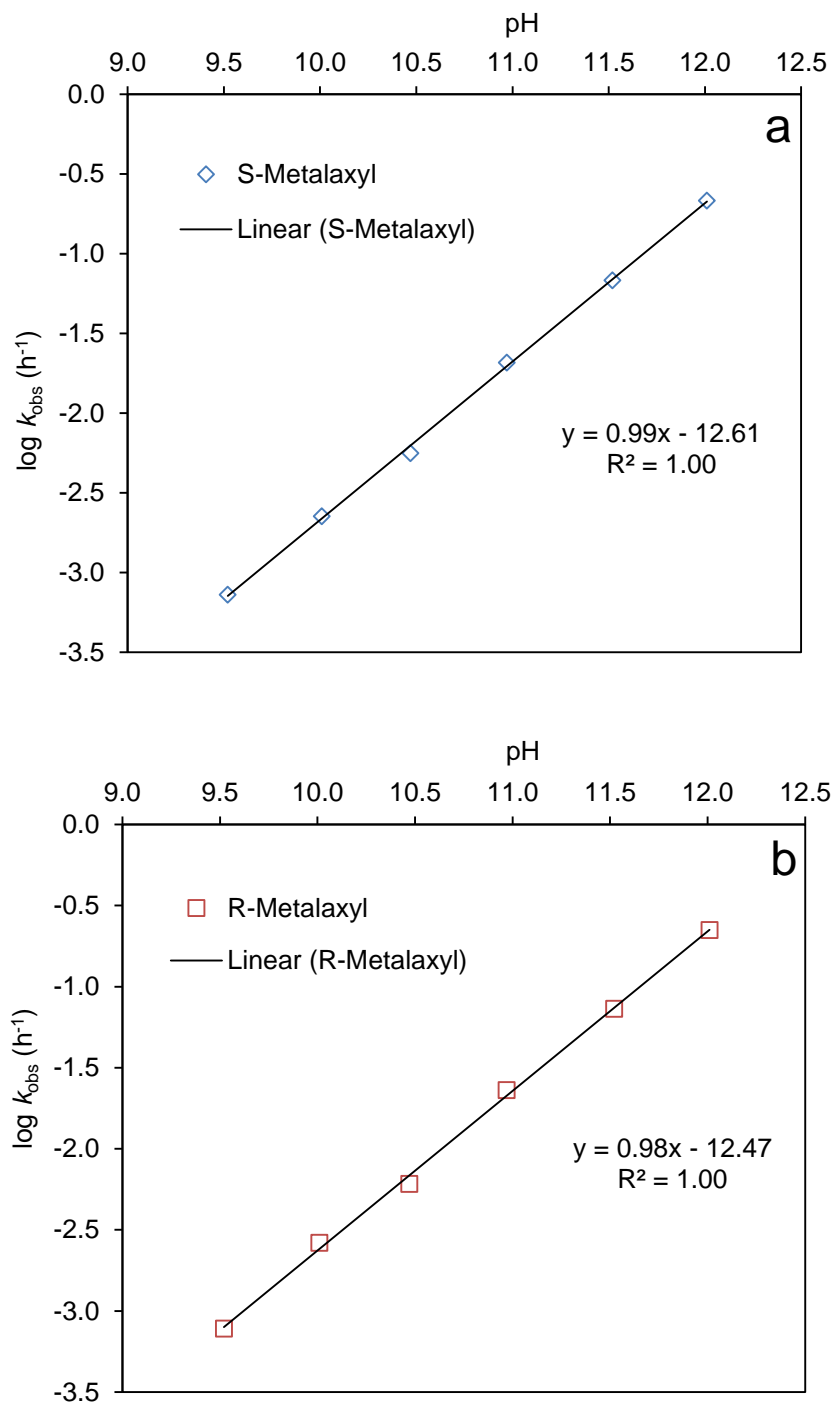 pH
9.0 9.5 10.0 10.5 11.0 11.5 12.0 12.5
0.0
a
-0.5
S-Metalaxyl
Linear (S-Metalaxyl)
-1.0
-1.5
log kobs (h-1)
-2.0
y = 0.99x - 12.61
R² = 1.00
-2.5
-3.0
-3.5
pH
9.0 9.5 10.0 10.5 11.0 11.5 12.0 12.5
0.0
b
-0.5
R-Metalaxyl
Linear (R-Metalaxyl)
-1.0
-1.5
log kobs (h-1)
-2.0
y = 0.98x - 12.47
R² = 1.00
-2.5
-3.0
-3.5